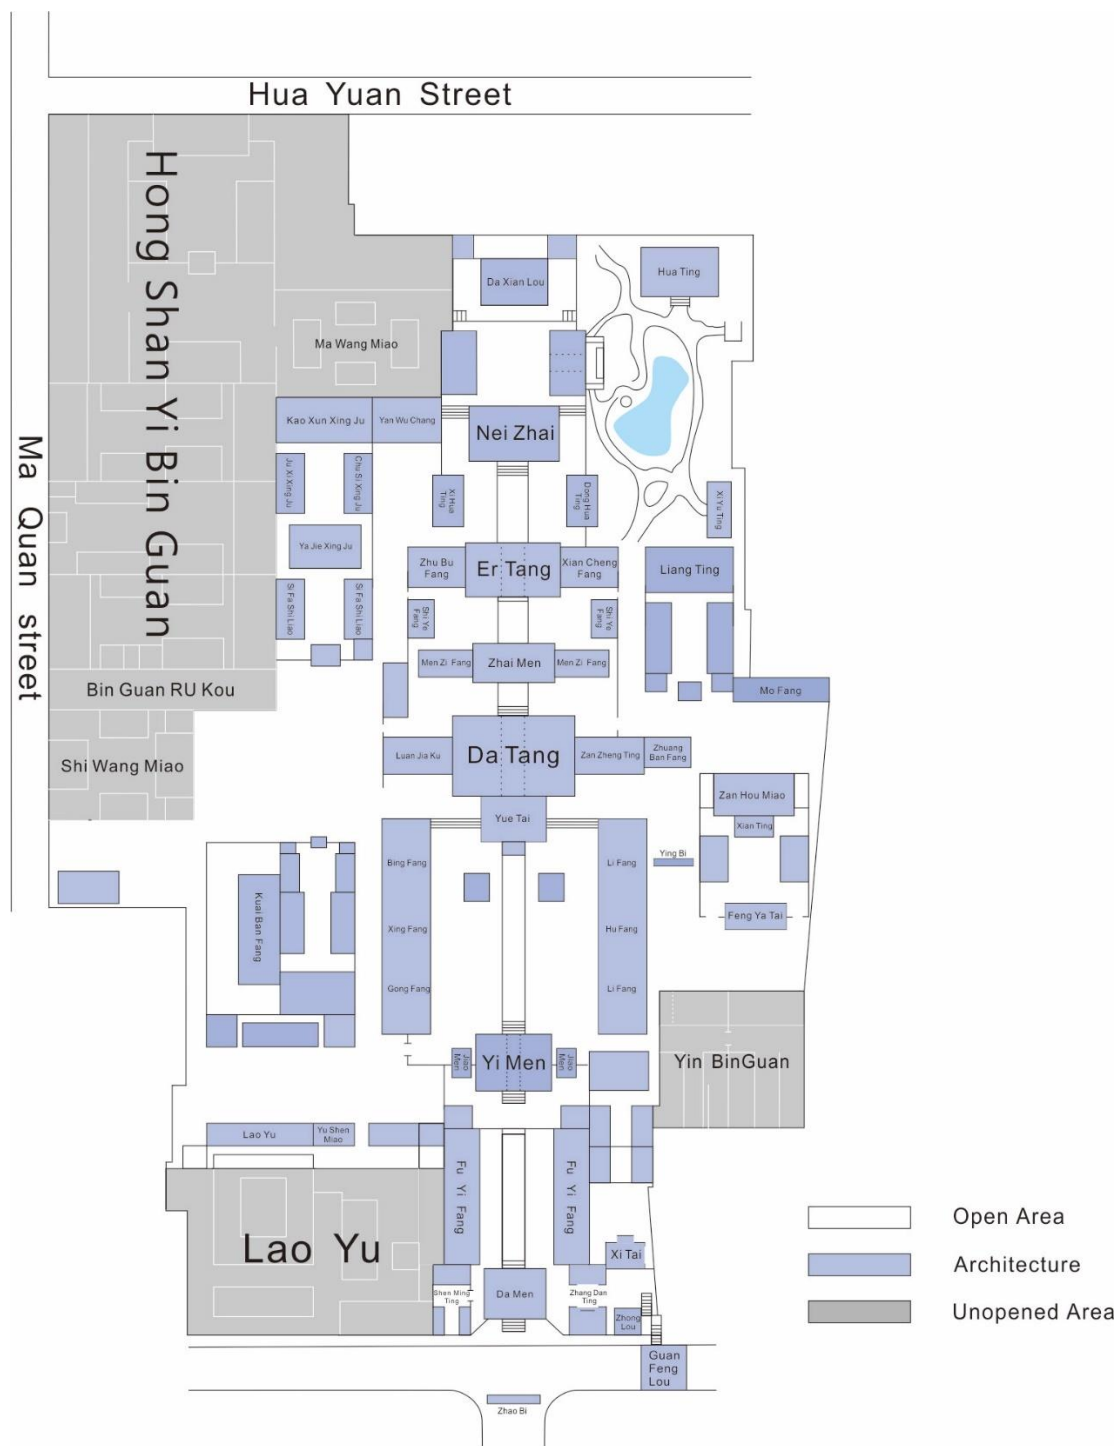 Hua Yuan Street
Hong Shan Yi Bin Guan
Ma Quan street
Hua Ting
Da Xian Lou
Ma Wang Miao
Kao Xun Xing Ju
Yan Wu Chang
Nei Zhai
Ju Xi Xing Ju
Chu Si Xing Ju
Xi Hua
Ting
Dong Hua
Ting
Xi Yu Ting
Ya Jie Xing Ju
Zhu Bu
Fang
Er Tang
Xian Cheng
Fang
Liang Ting
Si Fa Shi Liao
Si Fa Shi Liao
Shi Ye
Fang
Shi Ye
Fang
Men Zi Fang
Zhai Men
Men Zi Fang
Bin Guan RU Kou
Mo Fang
Shi Wang Miao
Luan Jia Ku
Da Tang
Zan Zheng Ting
Zhuang
Ban Fang
Zan Hou Miao
Yue Tai
Xian Ting
Bing Fang
Li Fang
Ying Bi
Kuai Ban Fang
Feng Ya Tai
Xing Fang
Hu Fang
Gong Fang
Li Fang
Jiao
Men
Yi Men
Jiao
Men
Yin BinGuan
Lao Yu
Yu Shen
Miao
Fu Yi Fang
Fu Yi Fang
Lao Yu
Xi Tai
Shen Ming
Ting
Da Men
Zhang Dan
Ting
Zhong
Lou
Guan
Feng
Lou
Zhao Bi
Open Area
Architecture
Unopened Area